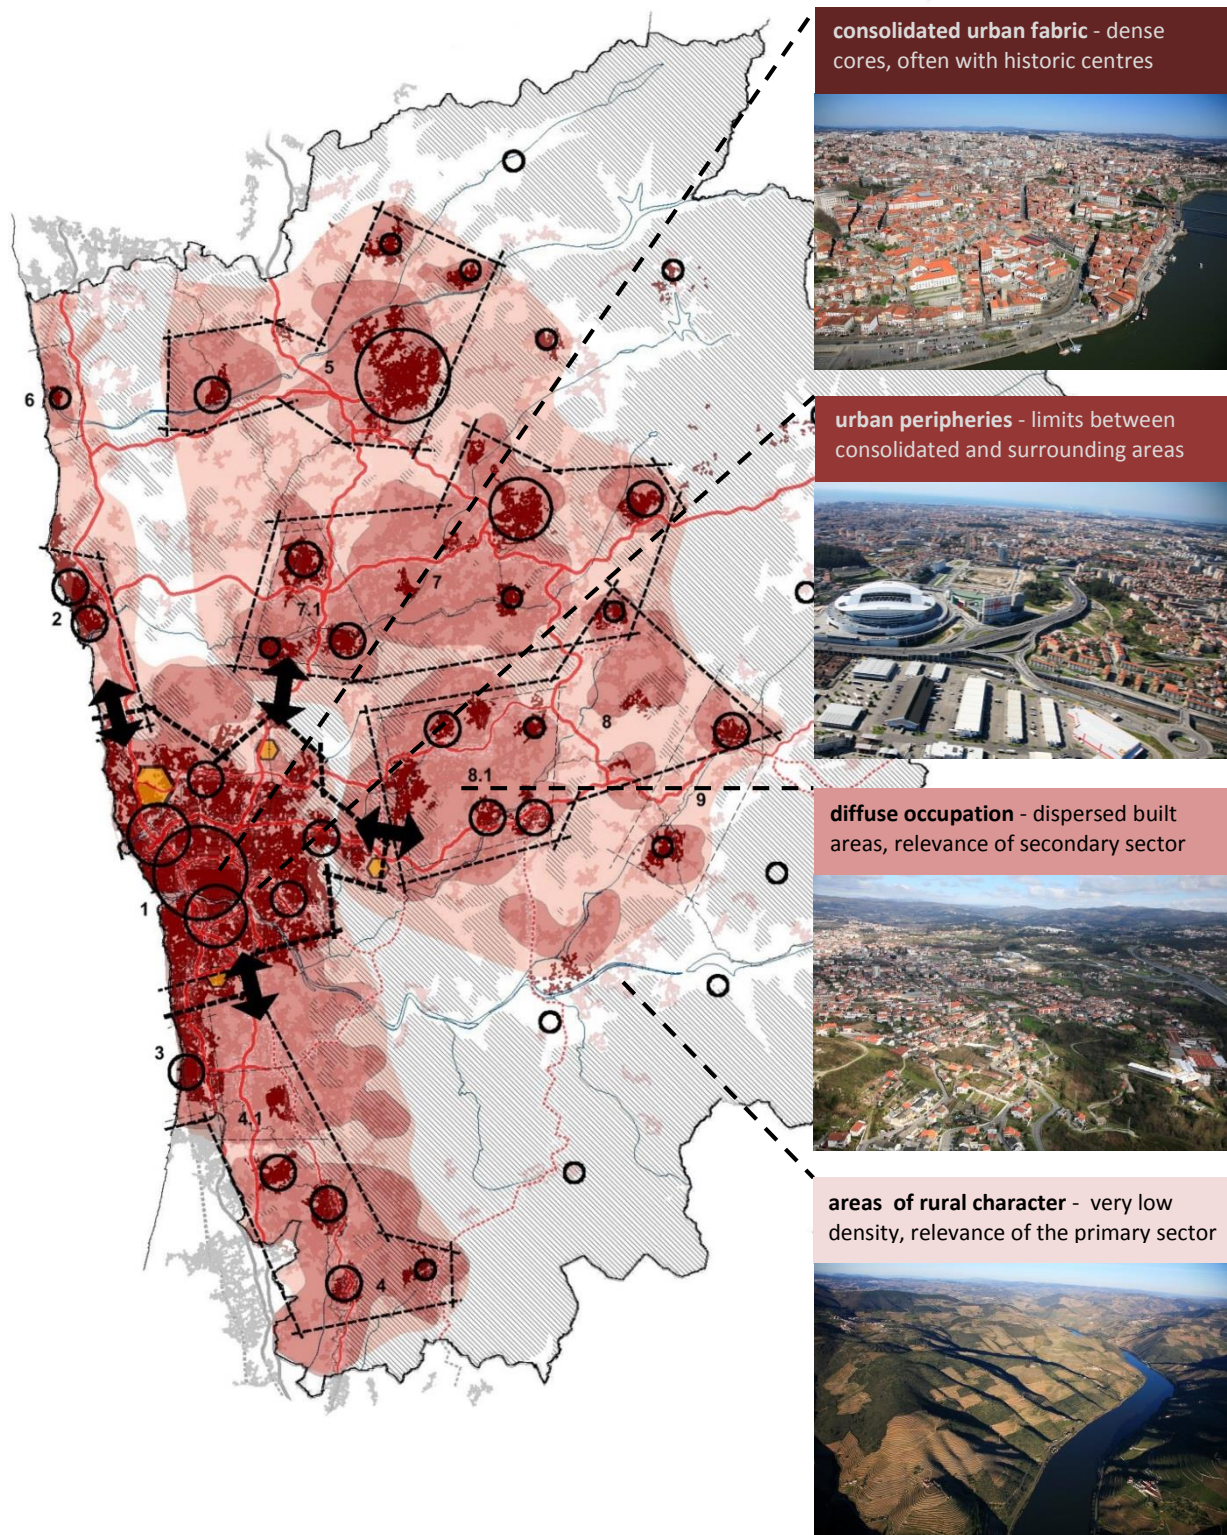 consolidated urban fabric - dense
cores, often with historic centres
urban peripheries - limits between
consolidated and surrounding areas
diffuse occupation - dispersed built
areas, relevance of secondary sector
areas of rural character - very low
density, relevance of the primary sector
5
6
7
7.1
2
8
8.1
9
1
3
4.1
4